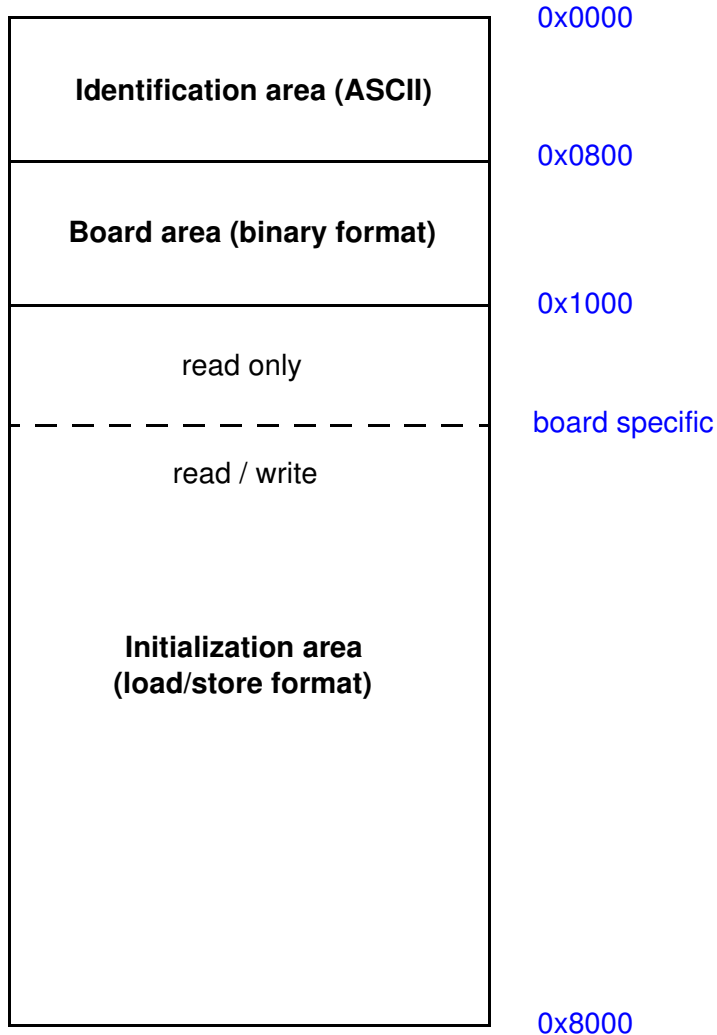 0x0000
Identification area (ASCII)
0x0800
Board area (binary format)
0x1000
read only
board specific
read / write
Initialization area
(load/store format)
0x8000